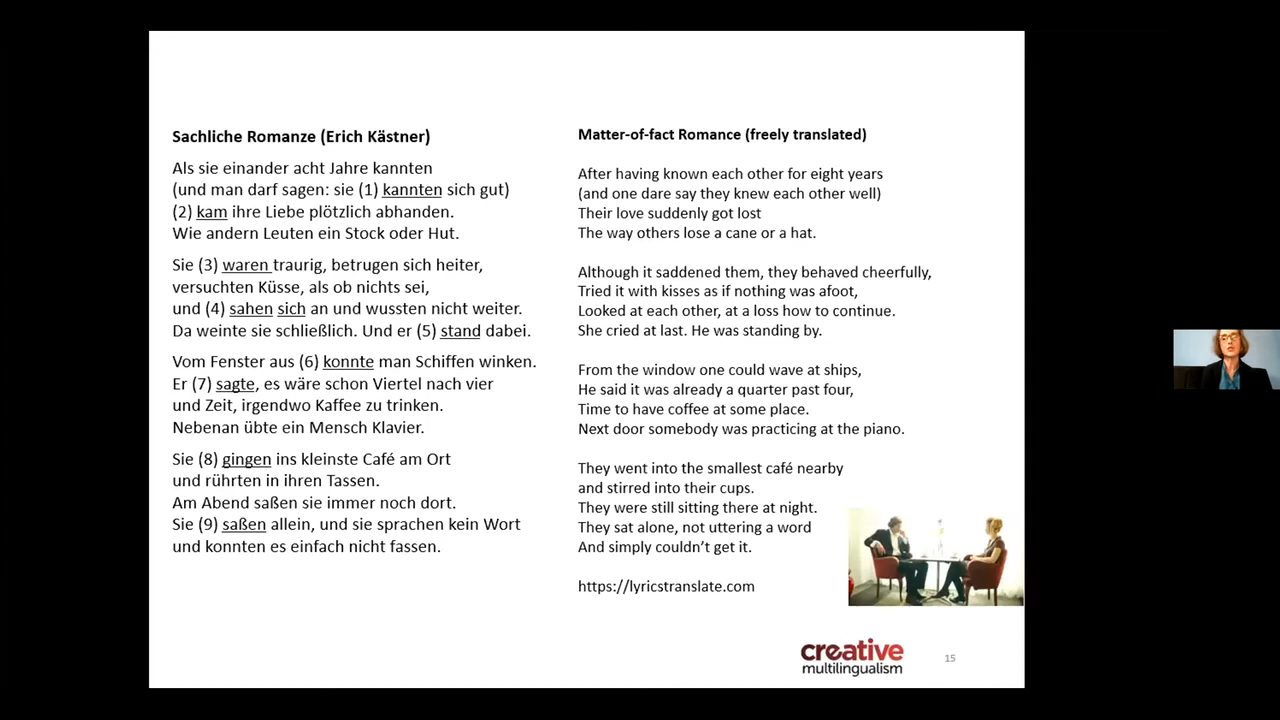 Sachliche Romanze (Erich Kästner)
Als sie einander acht Jahre kannten
(und man darf sagen: sie (1) kannten sich gut)
(2) kam ihre Liebe plötzlich abhanden.
Wie andern Leuten ein Stock oder Hut.
Sie (3) waren traurig, betrugen sich heiter,
versuchten Küsse, als ob nichts sei,
und (4) sahen sich an und wussten nicht weiter.
Da weinte sie schließlich. Und er (5) stand dabei.
Vom Fenster aus (6) konnte man Schiffen winken.
Er (7) sagte, es wäre schon Viertel nach vier
und Zeit, irgendwo Kaffee zu trinken.
Nebenan übte ein Mensch Klavier.
Sie (8) gingen ins kleinste Café am Ort
und rührten in ihren Tassen.
Am Abend saßen sie immer noch dort.
Sie (9) saßen allein, und sie sprachen kein Wort
und konnten es einfach nicht fassen.
Matter-of-fact Romance (freely translated)
After having known each other for eight years
(and one dare say they knew each other well)
Their love suddenly got lost
The way others lose a cane or a hat.
Although it saddened them, they behaved cheerfully,
Tried it with kisses as if nothing was afoot,
Looked at each other, at a loss how to continue.
She cried at last. He was standing by.
From the window one could wave at ships,
He said it was already a quarter past four,
Time to have coffee at some place.
Next door somebody was practicing at the piano.
They went into the smallest café nearby
and stirred into their cups.
They were still sitting there at night.
They sat alone, not uttering a word
And simply couldn't get it.
https://lyricstranslate.com
creative
multilingualism
15